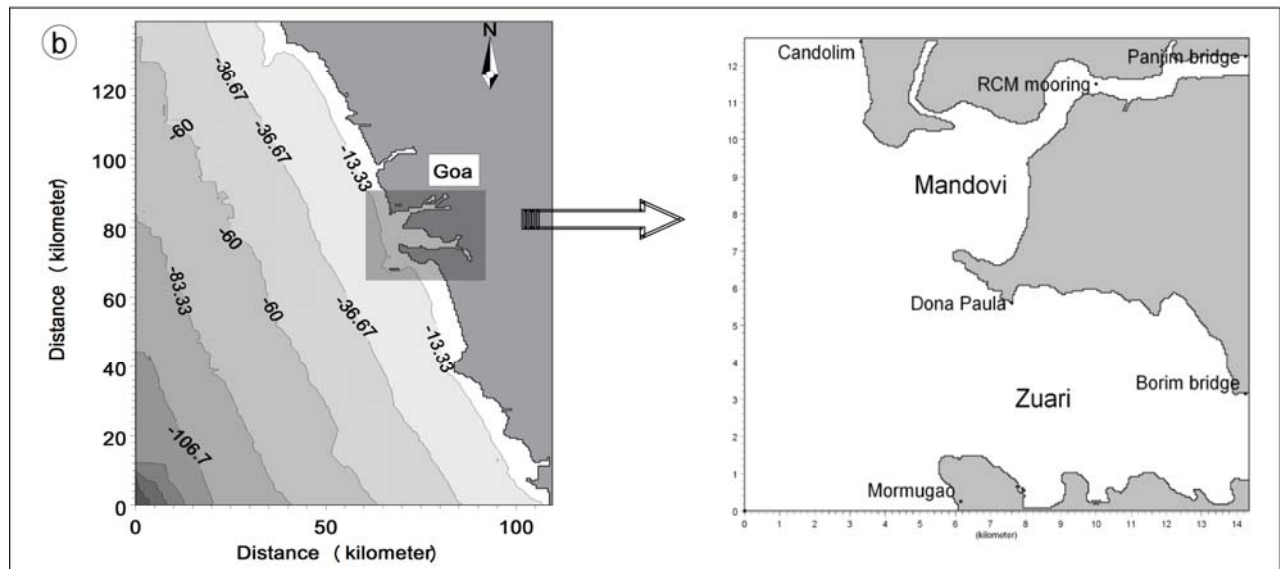 b
N
Goa
Distance ( kilometer)
120
100
80
60
40
20
0
0
50
100
Distance ( kilometer)
-36.67
-36.67
-36.67
-13.33
-13.33
-60
-60
-60
-83.33
-106.7
Candolim
Panjim bridge
RCM mooring
Mandovi
Dona Paula
Borim bridge
Zuari
Mormugao
12
11
10
9
8
7
6
5
4
3
2
1
0
0 1 2 3 4 5 6 7 8 9 10 11 12 13 14
(kilometer)